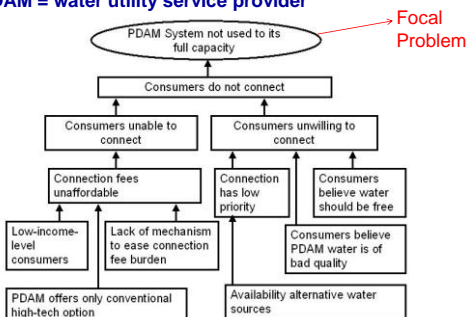 PDAM = water utility service provider
Focal
Problem
PDAM System not used to its
full capacity
Consumers do not connect
Consumers unable to
connect
Consumers unwilling to
connect
Connection fees
unaffordable
Connection
has low
priority
Consumers
believe water
should be free
Low-income-
level
consumers
Lack of mechanism
to ease connection
fee burden
Consumers believe
PDAM water is of
bad quality
PDAM offers only conventional
high-tech option
Availability alternative water
sources